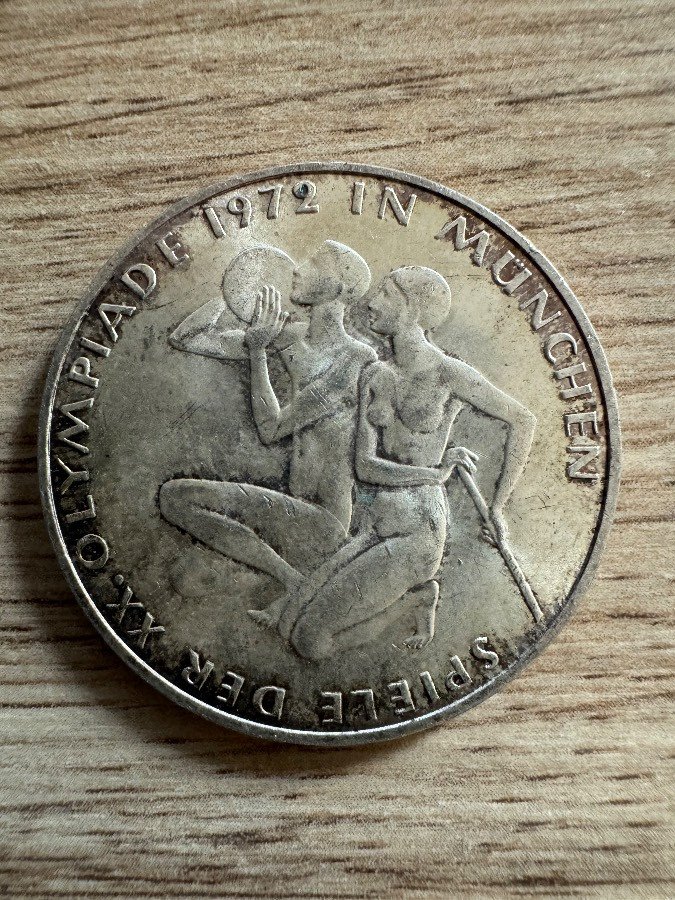 SPIELE DER XX. OLYMPIADE 1972 IN MÜNCHEN